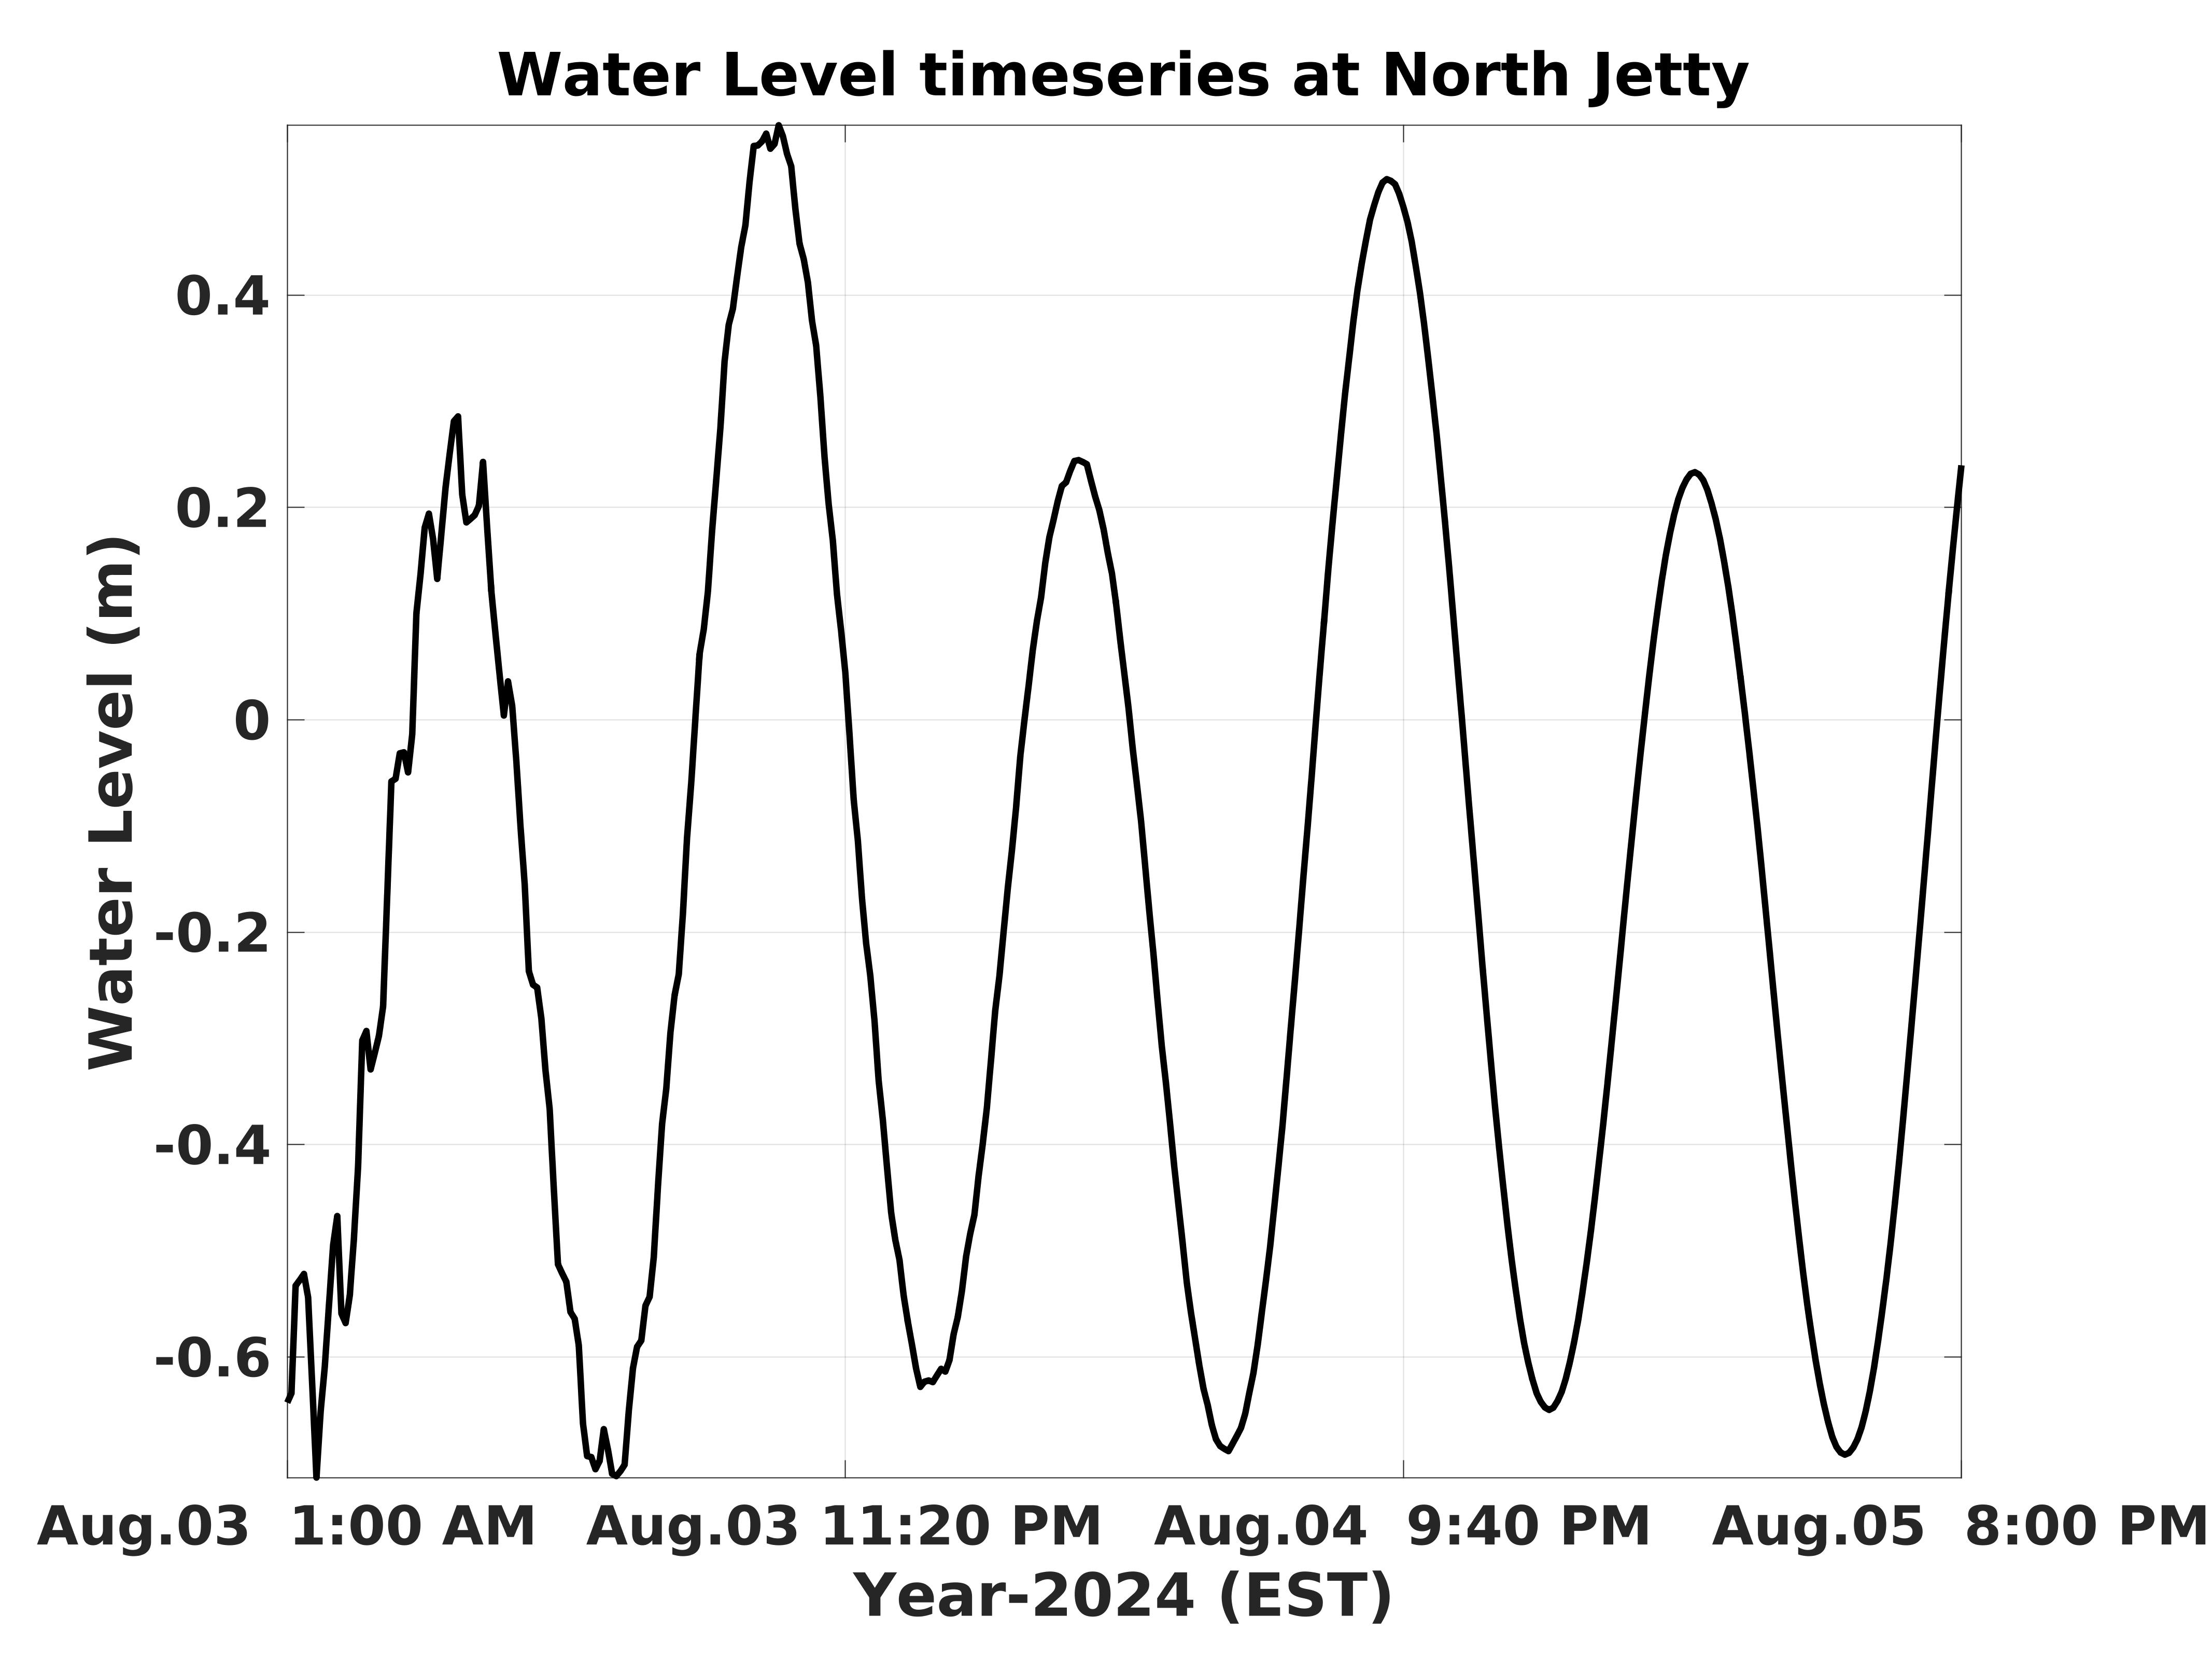 Water Level timeseries at North Jetty
Water Level (m)
0.4
0.2
0
-0.2
-0.4
-0.6
Aug.03  1:00 AM Aug.03 11:20 PM Aug.04  9:40 PM Aug.05  8:00 PM
Year-2024 (EST)